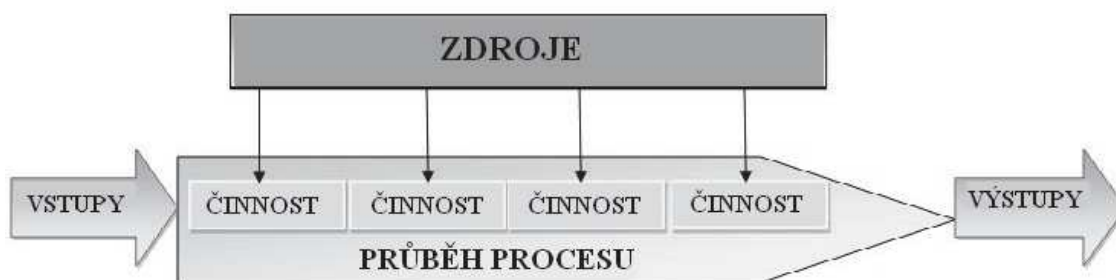 ZDROJE
VSTUPY
ČINNOST ČINNOST ČINNOST ČINNOST
VÝSTUPY
PRŮBĚH PROCESU